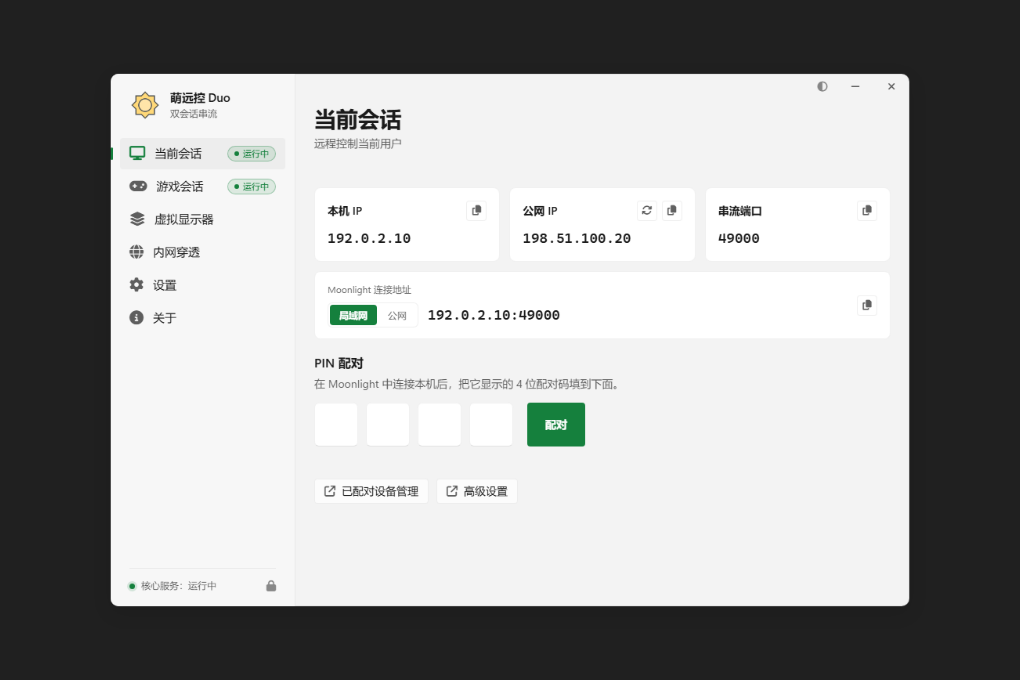 萌远控 Duo
双会话串流
当前会话
运行中
游戏会话
运行中
虚拟显示器
内网穿透
设置
关于
核心服务：运行中
当前会话
远程控制当前用户
本机 IP
192.0.2.10
公网 IP
198.51.100.20
串流端口
49000
Moonlight 连接地址
局域网 公网 192.0.2.10:49000
PIN 配对
在 Moonlight 中连接本机后，把它显示的 4 位配对码填到下面。
配对
已配对设备管理 高级设置